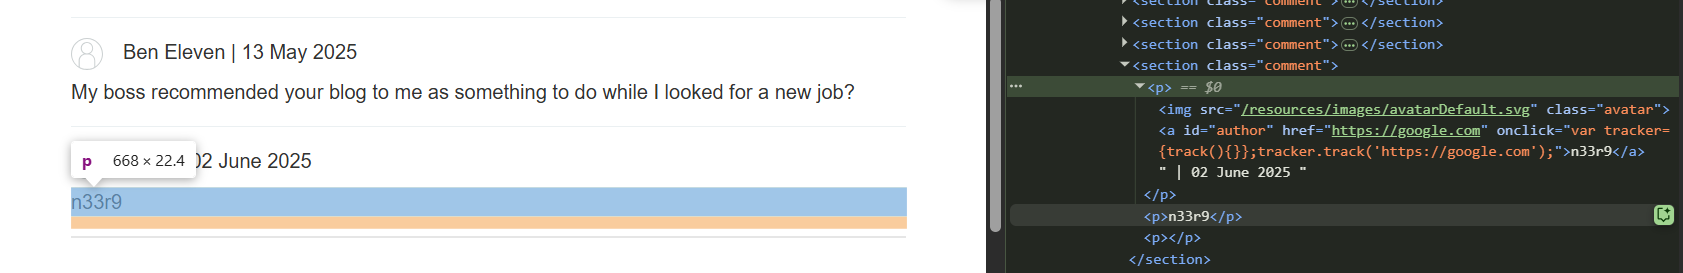 Ben Eleven | 13 May 2025
My boss recommended your blog to me as something to do while I looked for a new job?
p 668 × 22.4
02 June 2025
n33r9
<section class="comment"> ⋯ </section>
<section class="comment"> ⋯ </section>
<section class="comment"> ⋯ </section>
<section class="comment">
<p> == $0
<img src="/resources/images/avatarDefault.svg" class="avatar">
<a id="author" href="https://google.com" onclick="var tracker=
{track(){}};tracker.track('https://google.com');">n33r9</a>
" | 02 June 2025 "
</p>
<p>n33r9</p>
<p></p>
</section>